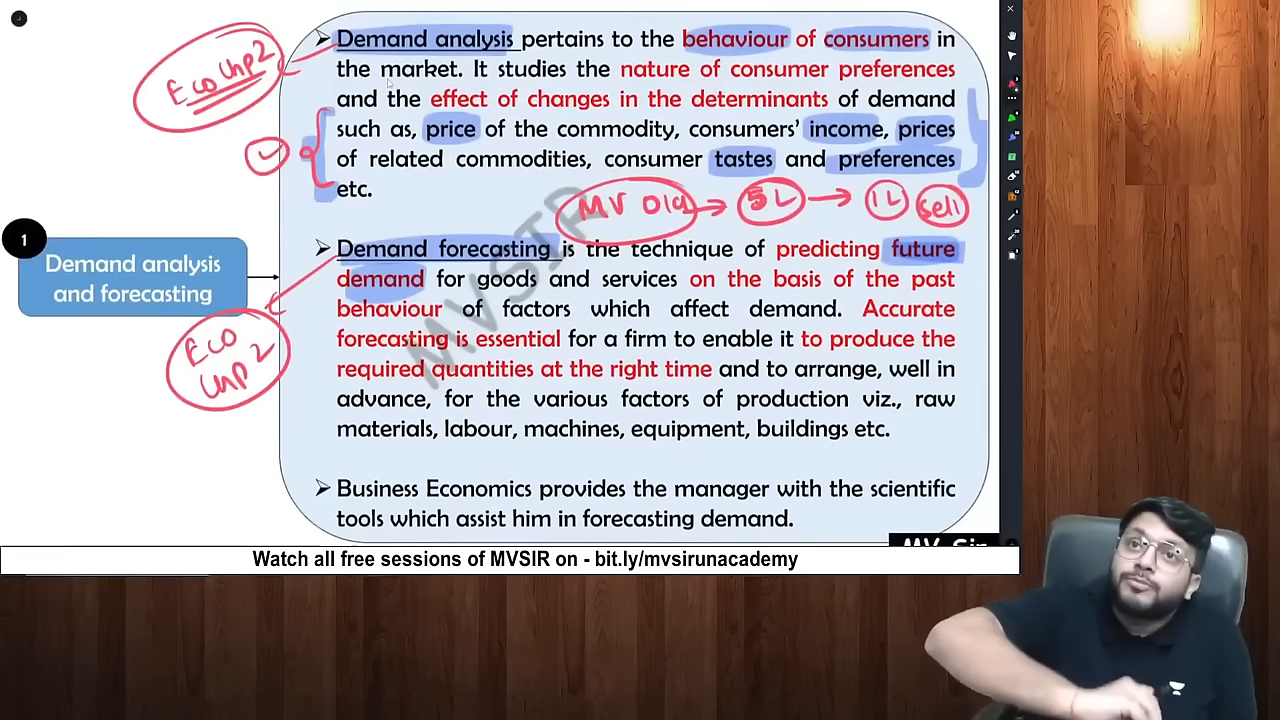 Eco Chp 2
➢ Demand analysis pertains to the behaviour of consumers in
the market. It studies the nature of consumer preferences
and the effect of changes in the determinants of demand
such as, price of the commodity, consumers’ income, prices
of related commodities, consumer tastes and preferences
etc.
5L → 1L Sell
1
Demand analysis
and forecasting
➢ Demand forecasting is the technique of predicting future
demand for goods and services on the basis of the past
behaviour of factors which affect demand. Accurate
forecasting is essential for a firm to enable it to produce the
required quantities at the right time and to arrange, well in
advance, for the various factors of production viz., raw
materials, labour, machines, equipment, buildings etc.
Eco
Chp 2
➢ Business Economics provides the manager with the scientific
tools which assist him in forecasting demand.
MV SIR
MV Sir
Watch all free sessions of MVSIR on - bit.ly/mvsirunacademy